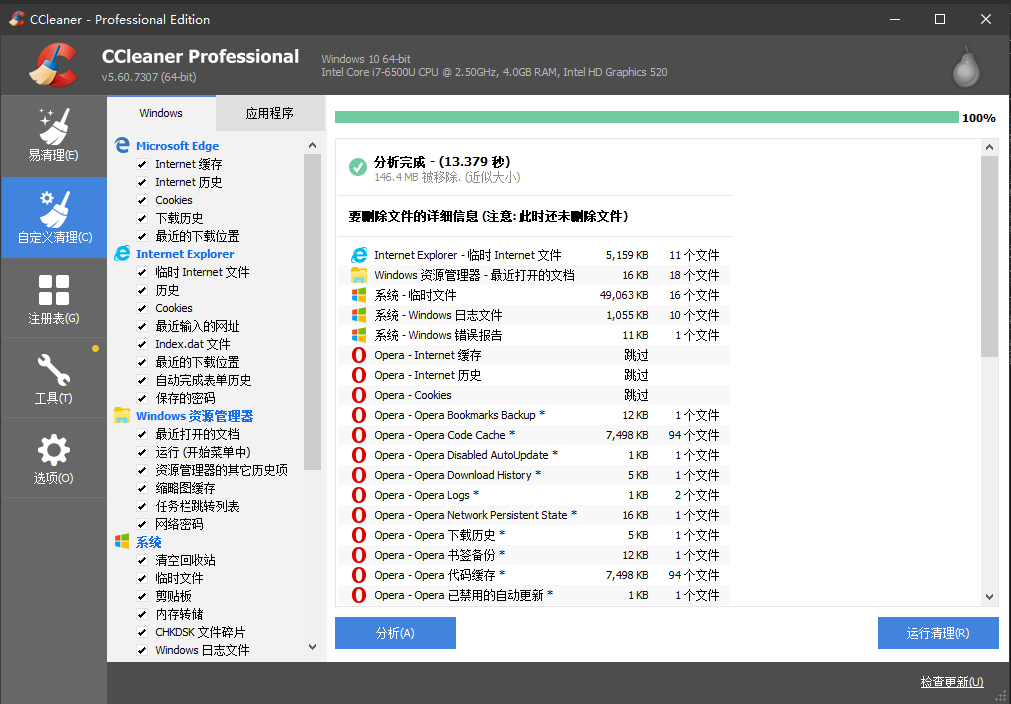 CCleaner - Professional Edition
CCleaner Professional
v5.60.7307 (64-bit)
Windows 10 64-bit
Intel Core i7-6500U CPU @ 2.50GHz, 4.0GB RAM, Intel HD Graphics 520
易清理(E)
自定义清理(C)
注册表(G)
工具(T)
选项(O)
Windows
应用程序
Microsoft Edge
Internet 缓存
Internet 历史
Cookies
下载历史
最近的下载位置
Internet Explorer
临时 Internet 文件
历史
Cookies
最近输入的网址
Index.dat 文件
最近的下载位置
自动完成表单历史
保存的密码
Windows 资源管理器
最近打开的文档
运行 (开始菜单中)
资源管理器的其它历史项
缩略图缓存
任务栏跳转列表
网络密码
系统
清空回收站
临时文件
剪贴板
内存转储
CHKDSK 文件碎片
Windows 日志文件
100%
分析完成 - (13.379 秒)
146.4 MB 被移除. (近似大小)
要删除文件的详细信息 (注意: 此时还未删除文件)
Internet Explorer - 临时 Internet 文件 5,159 KB 11 个文件
Windows 资源管理器 - 最近打开的文档 16 KB 18 个文件
系统 - 临时文件 49,063 KB 16 个文件
系统 - Windows 日志文件 1,055 KB 10 个文件
系统 - Windows 错误报告 11 KB 1 个文件
Opera - Internet 缓存 跳过
Opera - Internet 历史 跳过
Opera - Cookies 跳过
Opera - Opera Bookmarks Backup * 12 KB 1 个文件
Opera - Opera Code Cache * 7,498 KB 94 个文件
Opera - Opera Disabled AutoUpdate * 1 KB 1 个文件
Opera - Opera Download History * 5 KB 1 个文件
Opera - Opera Logs * 1 KB 2 个文件
Opera - Opera Network Persistent State * 16 KB 1 个文件
Opera - Opera 下载历史 * 5 KB 1 个文件
Opera - Opera 书签备份 * 12 KB 1 个文件
Opera - Opera 代码缓存 * 7,498 KB 94 个文件
Opera - Opera 已禁用的自动更新 * 1 KB 1 个文件
分析(A)
运行清理(R)
检查更新(U)